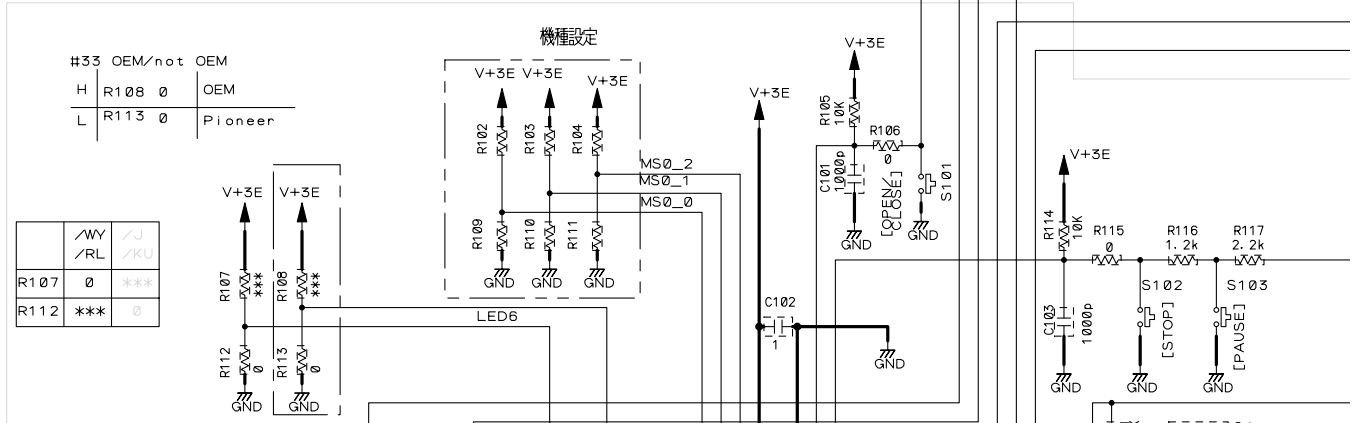 機種設定
#33 OEM/not OEM
H R108 0 OEM
L R113 0 Pioneer
V+3E V+3E V+3E
R102 R103 R104
MS0_2
MS0_1
MS0_0
R109 R110 R111
GND GND GND
V+3E V+3E
/WY /J
/RL /KU
R107 0 ***
R112 *** 0
R107 *** R108 ***
LED6
R112 0 R113 0
GND GND
V+3E
C102
1
GND
V+3E
R105 10K
R106
0
C101 1000p
[OPEN/
CLOSE]
S101
GND GND
V+3E
R114 10K
R115
0
R116
1.2k
R117
2.2k
S102 S103
C103 1000p
[STOP]
[PAUSE]
GND GND GND